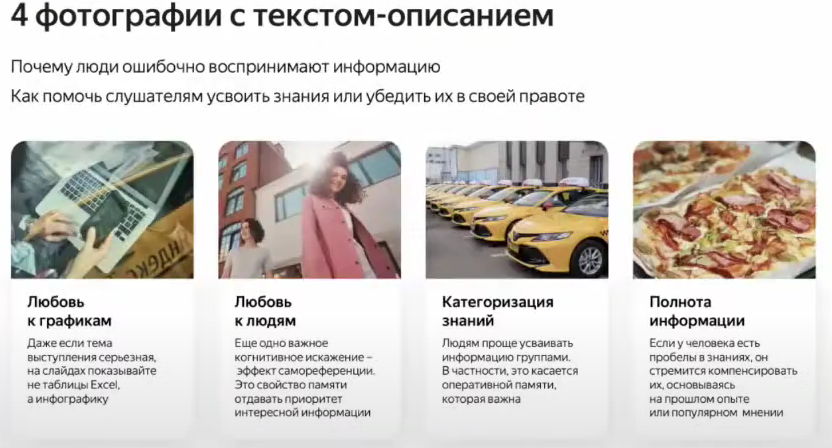 4 фотографии с текстом-описанием
Почему люди ошибочно воспринимают информацию
Как помочь слушателям усвоить знания или убедить их в своей правоте
Любовь
к графикам
Даже если тема
выступления серьезная,
на слайдах показывайте
не таблицы Excel,
а инфографику
Любовь
к людям
Еще одно важное
когнитивное искажение –
эффект самореференции.
Это свойство памяти
отдавать приоритет
интересной информации
Категоризация
знаний
Людям проще усваивать
информацию группами.
В частности, это касается
оперативной памяти,
которая важна
Полнота
информации
Если у человека есть
пробелы в знаниях, он
стремится компенсировать
их, основываясь
на прошлом опыте
или популярном мнении